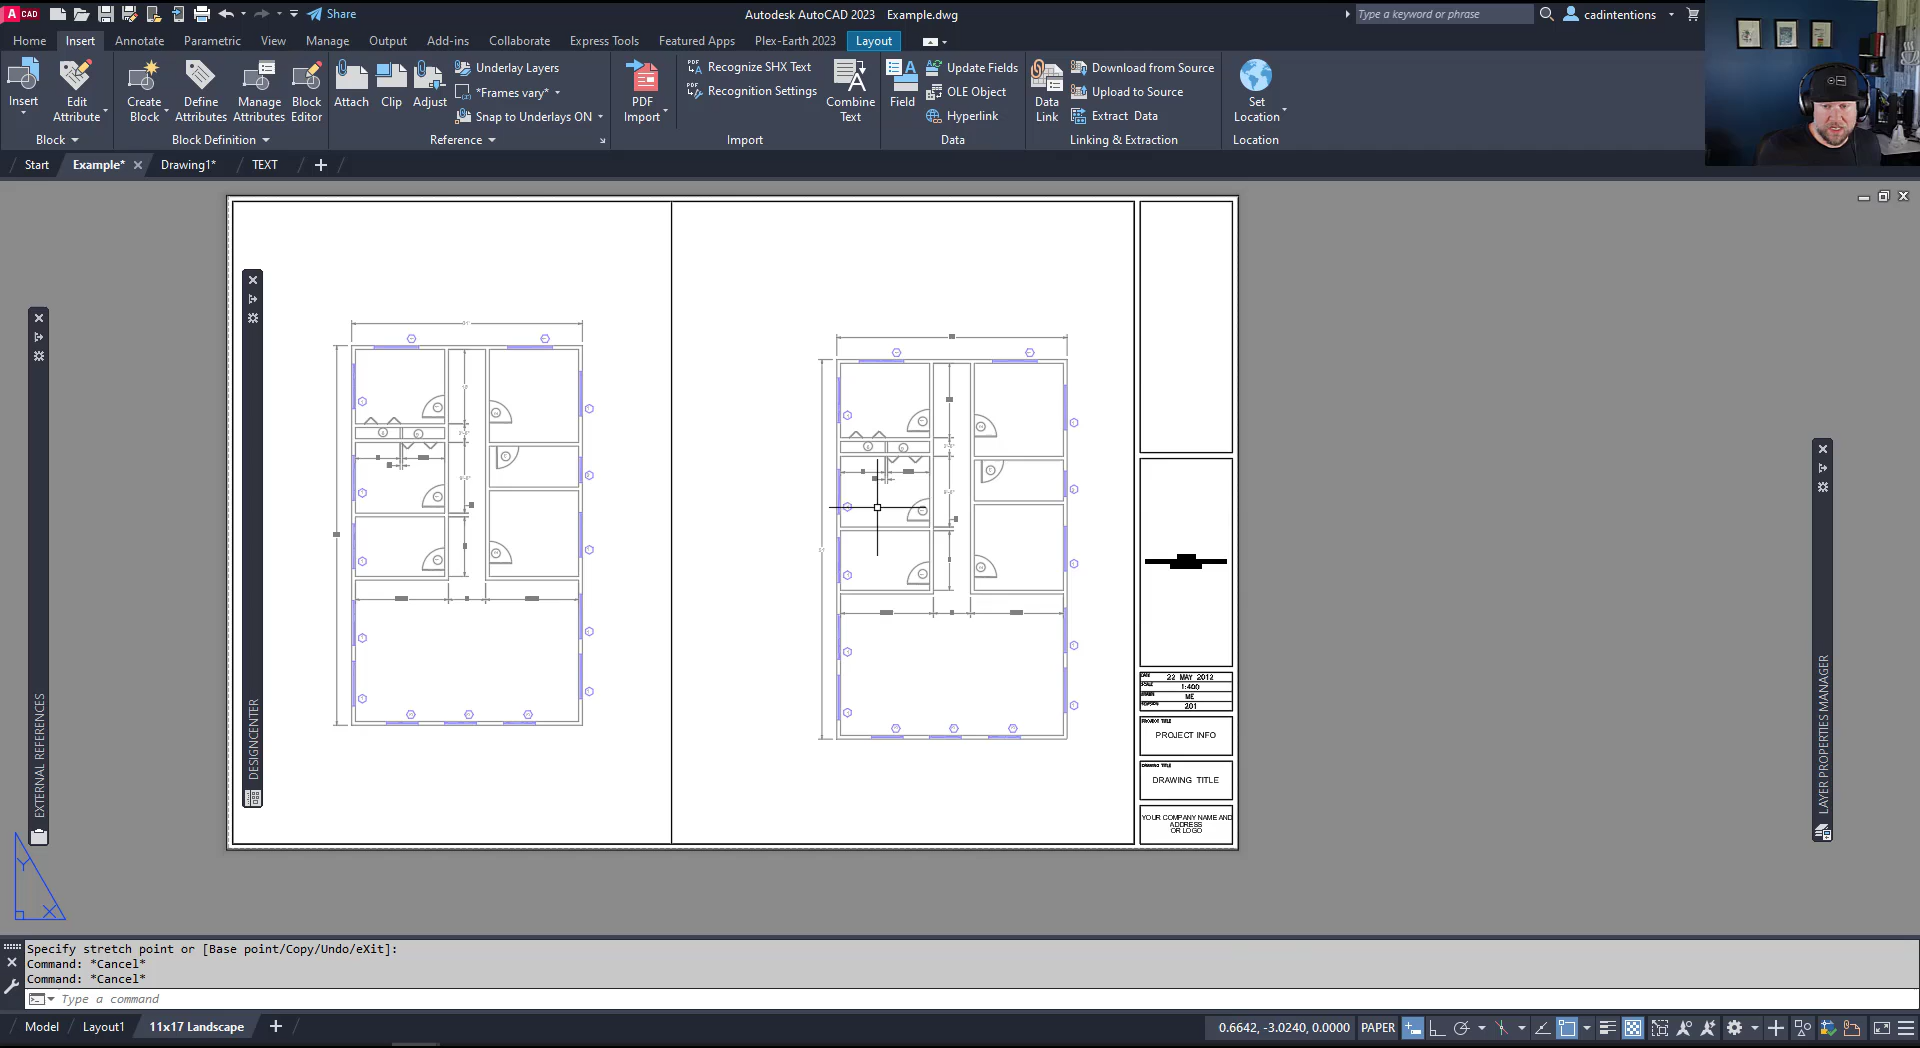 CAD
Share
Autodesk AutoCAD 2023 Example.dwg
Type a keyword or phrase
cadintentions
Home Insert Annotate Parametric View Manage Output Add-ins Collaborate Express Tools Featured Apps Plex-Earth 2023 Layout
Insert
Edit Attribute
Block
Create Block
Define Attributes
Manage Attributes
Block Editor
Block Definition
Attach Clip Adjust
Underlay Layers
*Frames vary*
Snap to Underlays ON
Reference
PDF Import
Recognize SHX Text
Recognition Settings
Combine Text
Import
Field
Update Fields
OLE Object
Hyperlink
Data
Data Link
Download from Source
Upload to Source
Extract Data
Linking & Extraction
Set Location
Location
Start Example* Drawing1* TEXT
EXTERNAL REFERENCES
DESIGNCENTER
LAYER PROPERTIES MANAGER
DATE 22 MAY 2012
SCALE 1:400
ME
201
PROJECT TITLE
PROJECT INFO
DRAWING TITLE
DRAWING TITLE
YOUR COMPANY NAME AND
ADDRESS
OR LOGO
Y
X
Specify stretch point or [Base point/Copy/Undo/eXit]:
Command: *Cancel*
Command: *Cancel*
Type a command
Model Layout1 11x17 Landscape
0.6642, -3.0240, 0.0000 PAPER